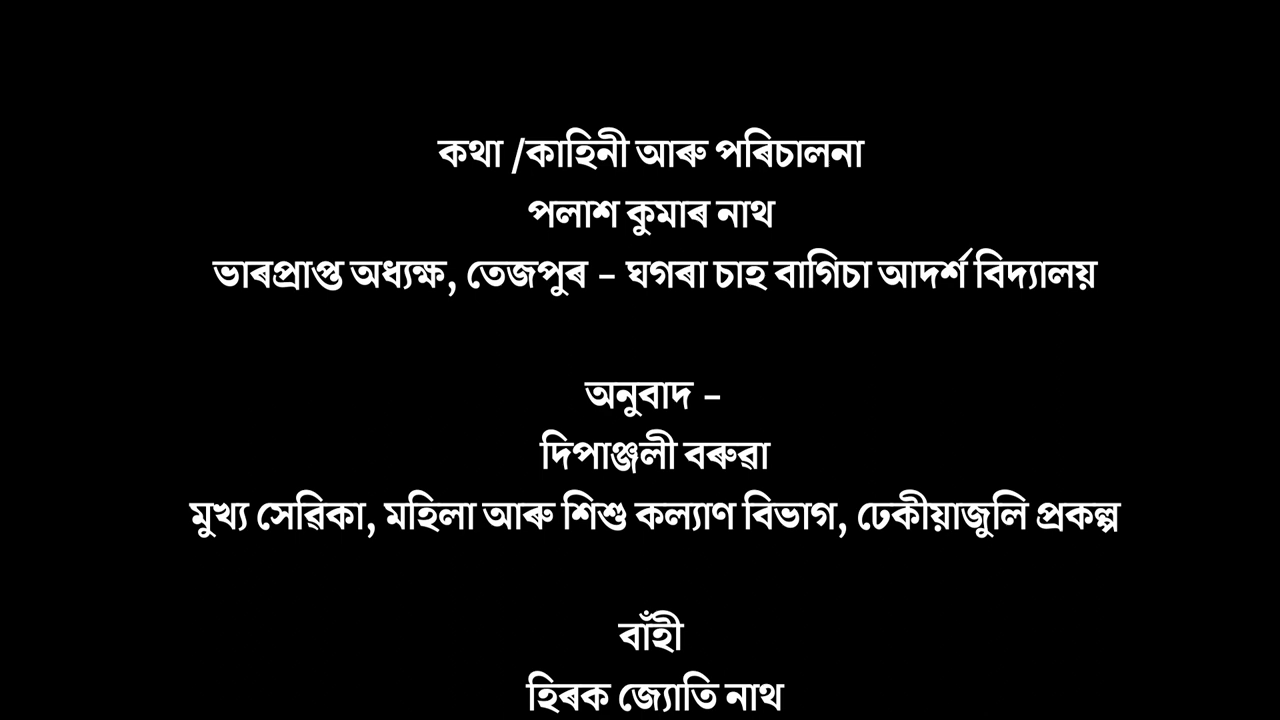 কথা /কাহিনী আৰু পৰিচালনা
পলাশ কুমাৰ নাথ
ভাৰপ্ৰাপ্ত অধ্যক্ষ, তেজপুৰ – ঘগৰা চাহ বাগিচা আদৰ্শ বিদ্যালয়
অনুবাদ –
দিপাঞ্জলী বৰুৱা
মুখ্য সেৱিকা, মহিলা আৰু শিশু কল্যাণ বিভাগ, ঢেকীয়াজুলি প্ৰকল্প
বাঁহী
হিৰক জ্যোতি নাথ